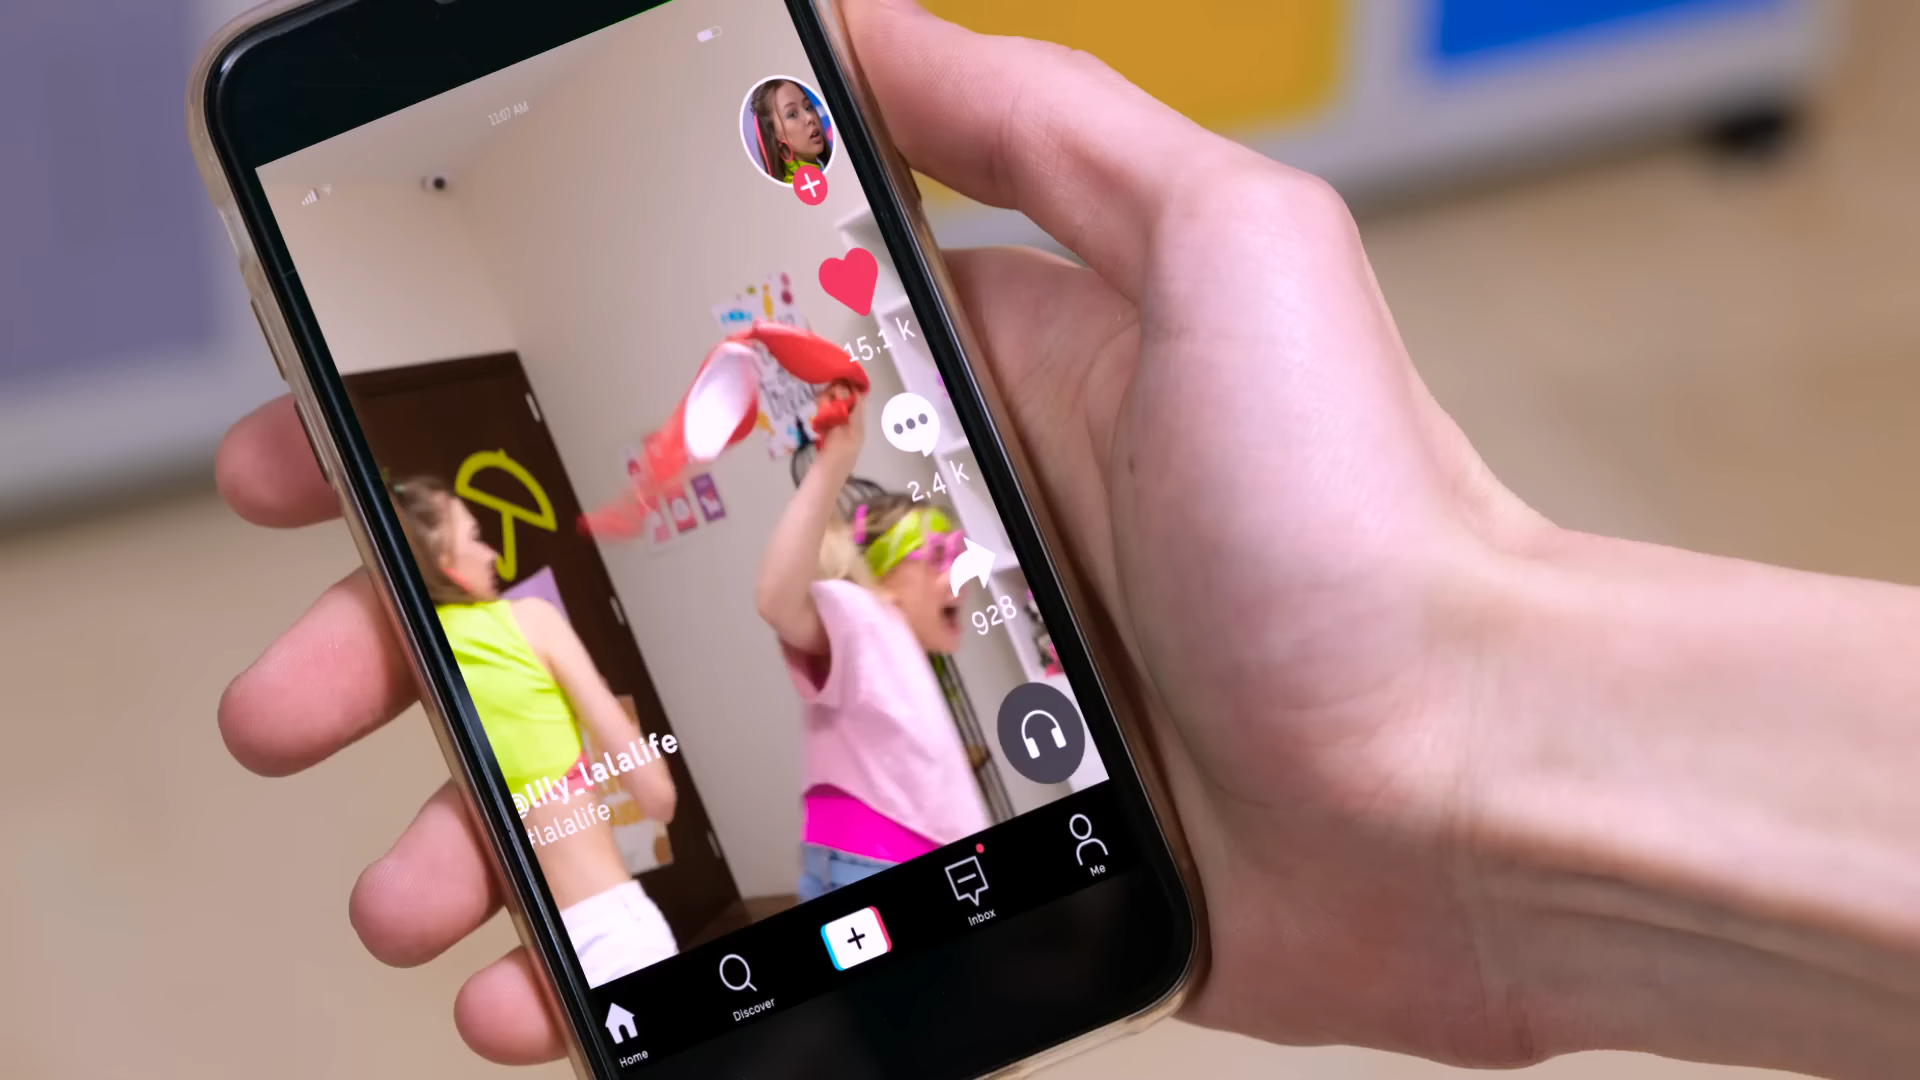 11:07 AM
15,1 k
2,4 k
928
@lily_lalalife
#lalalife
Home
Discover
Inbox
Me